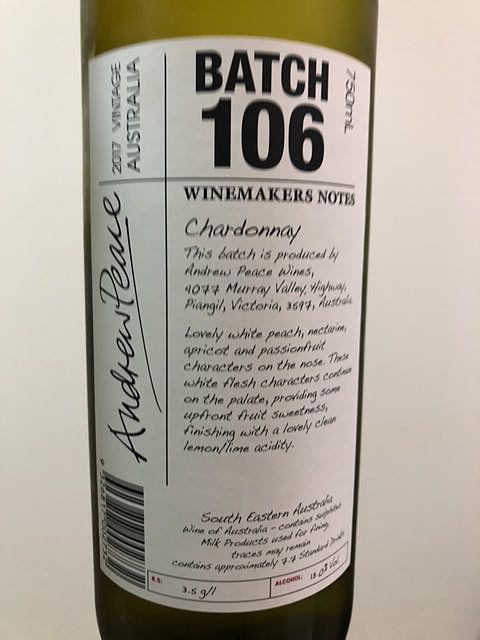 2017 VINTAGE
AUSTRALIA
Andrew Peace
BATCH
106
750mL
WINEMAKERS NOTES
Chardonnay
This batch is produced by
Andrew Peace Wines,
4077 Murray Valley, Highway,
Piangil, Victoria, 3597, Australia
Lovely white peach, nectarine,
apricot and passionfruit
characters on the nose. These
white flesh characters continue
on the palate, providing some
upfront fruit sweetness,
finishing with a lovely clean
lemon/lime acidity.
South Eastern Australia
Wine of Australia - contains sulphites
Milk Products used for fining,
traces may remain
contains approximately 7.7 Standard Drinks
R.S: 3.5 g/l
ALCOHOL: 13.0% Vol